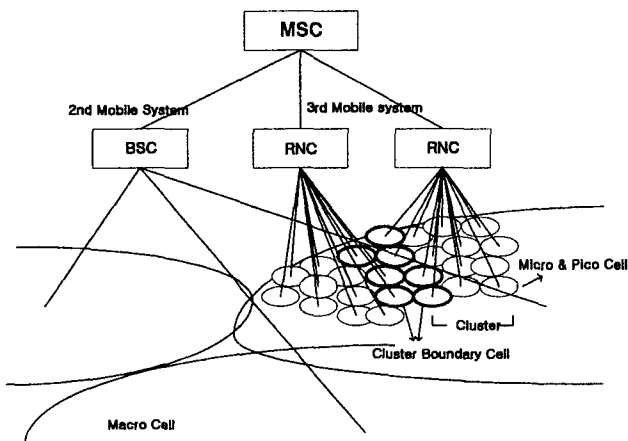 MSC
2nd Mobile System
3rd Mobile system
BSC
RNC
RNC
Micro & Pico Cell
Cluster
Cluster Boundary Cell
Macro Cell